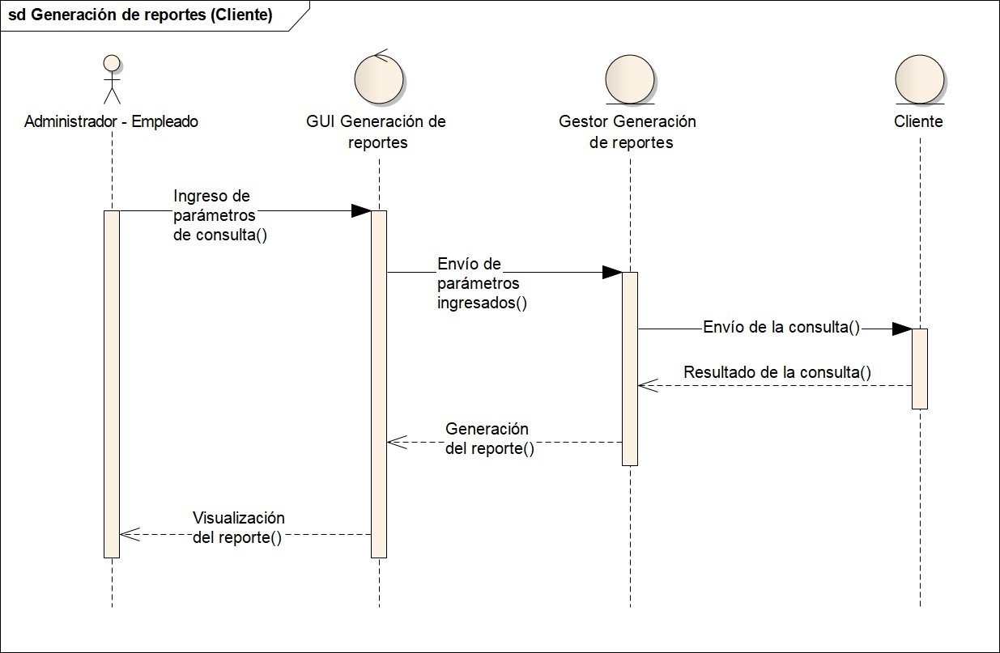 sd Generación de reportes (Cliente)
Administrador - Empleado
GUI Generación de
reportes
Gestor Generación
de reportes
Cliente
Ingreso de
parámetros
de consulta()
Envío de
parámetros
ingresados()
Envío de la consulta()
Resultado de la consulta()
Generación
del reporte()
Visualización
del reporte()